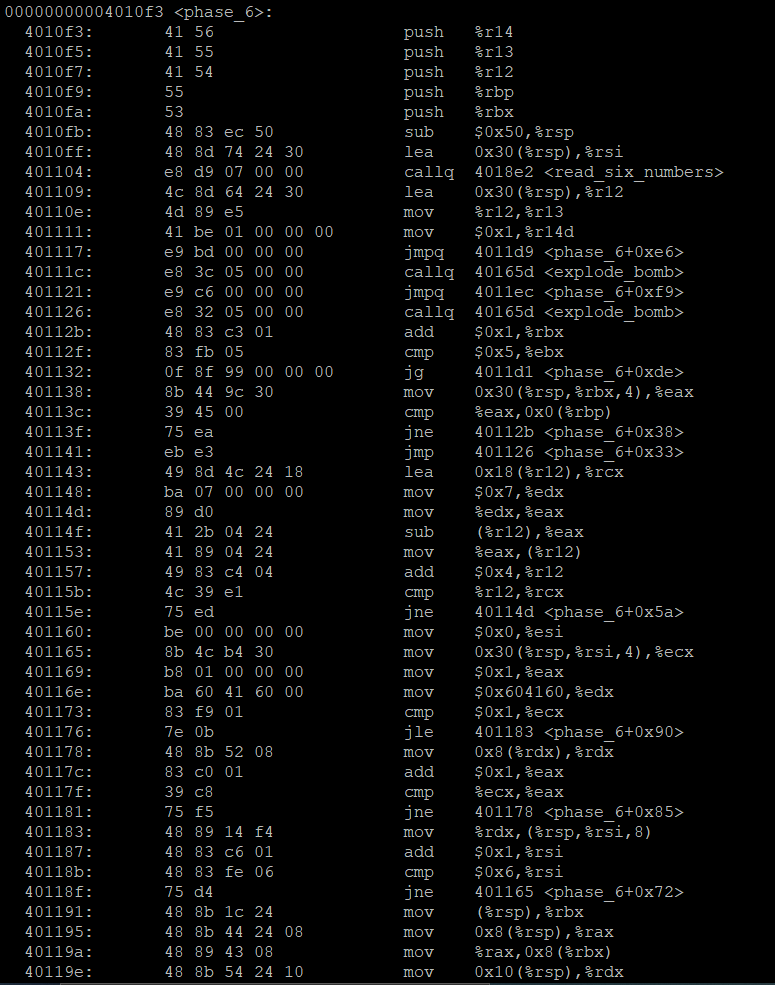 00000000004010f3 <phase_6>:
4010f3: 41 56 push %r14
4010f5: 41 55 push %r13
4010f7: 41 54 push %r12
4010f9: 55 push %rbp
4010fa: 53 push %rbx
4010fb: 48 83 ec 50 sub $0x50,%rsp
4010ff: 48 8d 74 24 30 lea 0x30(%rsp),%rsi
401104: e8 d9 07 00 00 callq 4018e2 <read_six_numbers>
401109: 4c 8d 64 24 30 lea 0x30(%rsp),%r12
40110e: 4d 89 e5 mov %r12,%r13
401111: 41 be 01 00 00 00 mov $0x1,%r14d
401117: e9 bd 00 00 00 jmpq 4011d9 <phase_6+0xe6>
40111c: e8 3c 05 00 00 callq 40165d <explode_bomb>
401121: e9 c6 00 00 00 jmpq 4011ec <phase_6+0xf9>
401126: e8 32 05 00 00 callq 40165d <explode_bomb>
40112b: 48 83 c3 01 add $0x1,%rbx
40112f: 83 fb 05 cmp $0x5,%ebx
401132: 0f 8f 99 00 00 00 jg 4011d1 <phase_6+0xde>
401138: 8b 44 9c 30 mov 0x30(%rsp,%rbx,4),%eax
40113c: 39 45 00 cmp %eax,0x0(%rbp)
40113f: 75 ea jne 40112b <phase_6+0x38>
401141: eb e3 jmp 401126 <phase_6+0x33>
401143: 49 8d 4c 24 18 lea 0x18(%r12),%rcx
401148: ba 07 00 00 00 mov $0x7,%edx
40114d: 89 d0 mov %edx,%eax
40114f: 41 2b 04 24 sub (%r12),%eax
401153: 41 89 04 24 mov %eax,(%r12)
401157: 49 83 c4 04 add $0x4,%r12
40115b: 4c 39 e1 cmp %r12,%rcx
40115e: 75 ed jne 40114d <phase_6+0x5a>
401160: be 00 00 00 00 mov $0x0,%esi
401165: 8b 4c b4 30 mov 0x30(%rsp,%rsi,4),%ecx
401169: b8 01 00 00 00 mov $0x1,%eax
40116e: ba 60 41 60 00 mov $0x604160,%edx
401173: 83 f9 01 cmp $0x1,%ecx
401176: 7e 0b jle 401183 <phase_6+0x90>
401178: 48 8b 52 08 mov 0x8(%rdx),%rdx
40117c: 83 c0 01 add $0x1,%eax
40117f: 39 c8 cmp %ecx,%eax
401181: 75 f5 jne 401178 <phase_6+0x85>
401183: 48 89 14 f4 mov %rdx,(%rsp,%rsi,8)
401187: 48 83 c6 01 add $0x1,%rsi
40118b: 48 83 fe 06 cmp $0x6,%rsi
40118f: 75 d4 jne 401165 <phase_6+0x72>
401191: 48 8b 1c 24 mov (%rsp),%rbx
401195: 48 8b 44 24 08 mov 0x8(%rsp),%rax
40119a: 48 89 43 08 mov %rax,0x8(%rbx)
40119e: 48 8b 54 24 10 mov 0x10(%rsp),%rdx